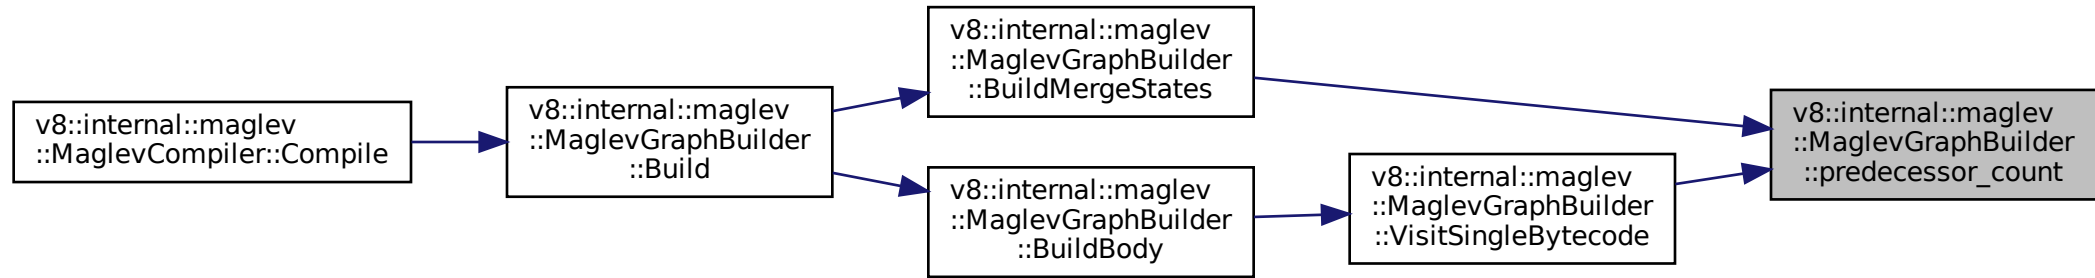 v8::internal::maglev
::MaglevCompiler::Compile
v8::internal::maglev
::MaglevGraphBuilder
::Build
v8::internal::maglev
::MaglevGraphBuilder
::BuildMergeStates
v8::internal::maglev
::MaglevGraphBuilder
::BuildBody
v8::internal::maglev
::MaglevGraphBuilder
::VisitSingleBytecode
v8::internal::maglev
::MaglevGraphBuilder
::predecessor_count